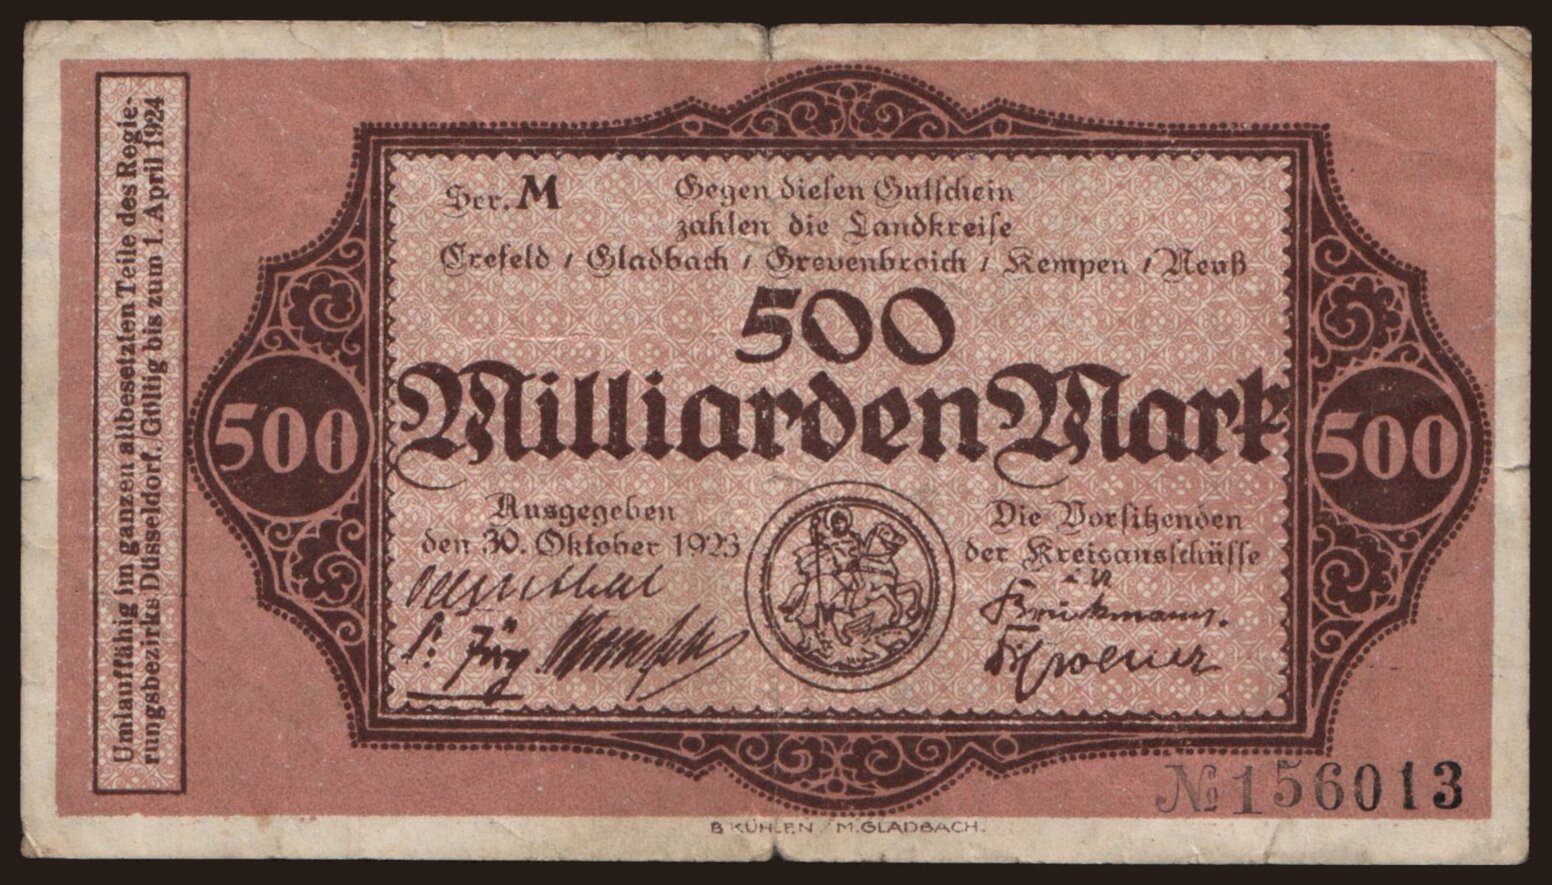 Umlauffähig im ganzen altbesetzten Teile des Regie-
rungsbezirks Düsseldorf. Gültig bis zum 1. April 1924
Ser. M
Gegen diesen Gutschein
zahlen die Landkreise
Crefeld / Gladbach / Grevenbroich / Kempen / Neuß
500
Milliarden Mark
500
500
Ausgegeben
den 30. Oktober 1923
Die Vorsitzenden
der Kreisausschüsse
Brückmann.
№ 156013
B. KÜHLEN / M. GLADBACH.